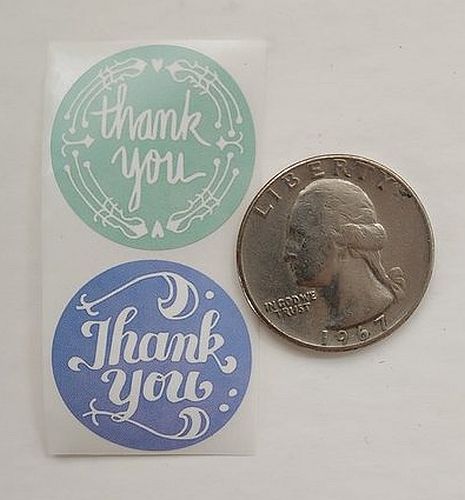 thank
you
Thank
You
LIBERTY
IN GOD WE
TRUST
1967